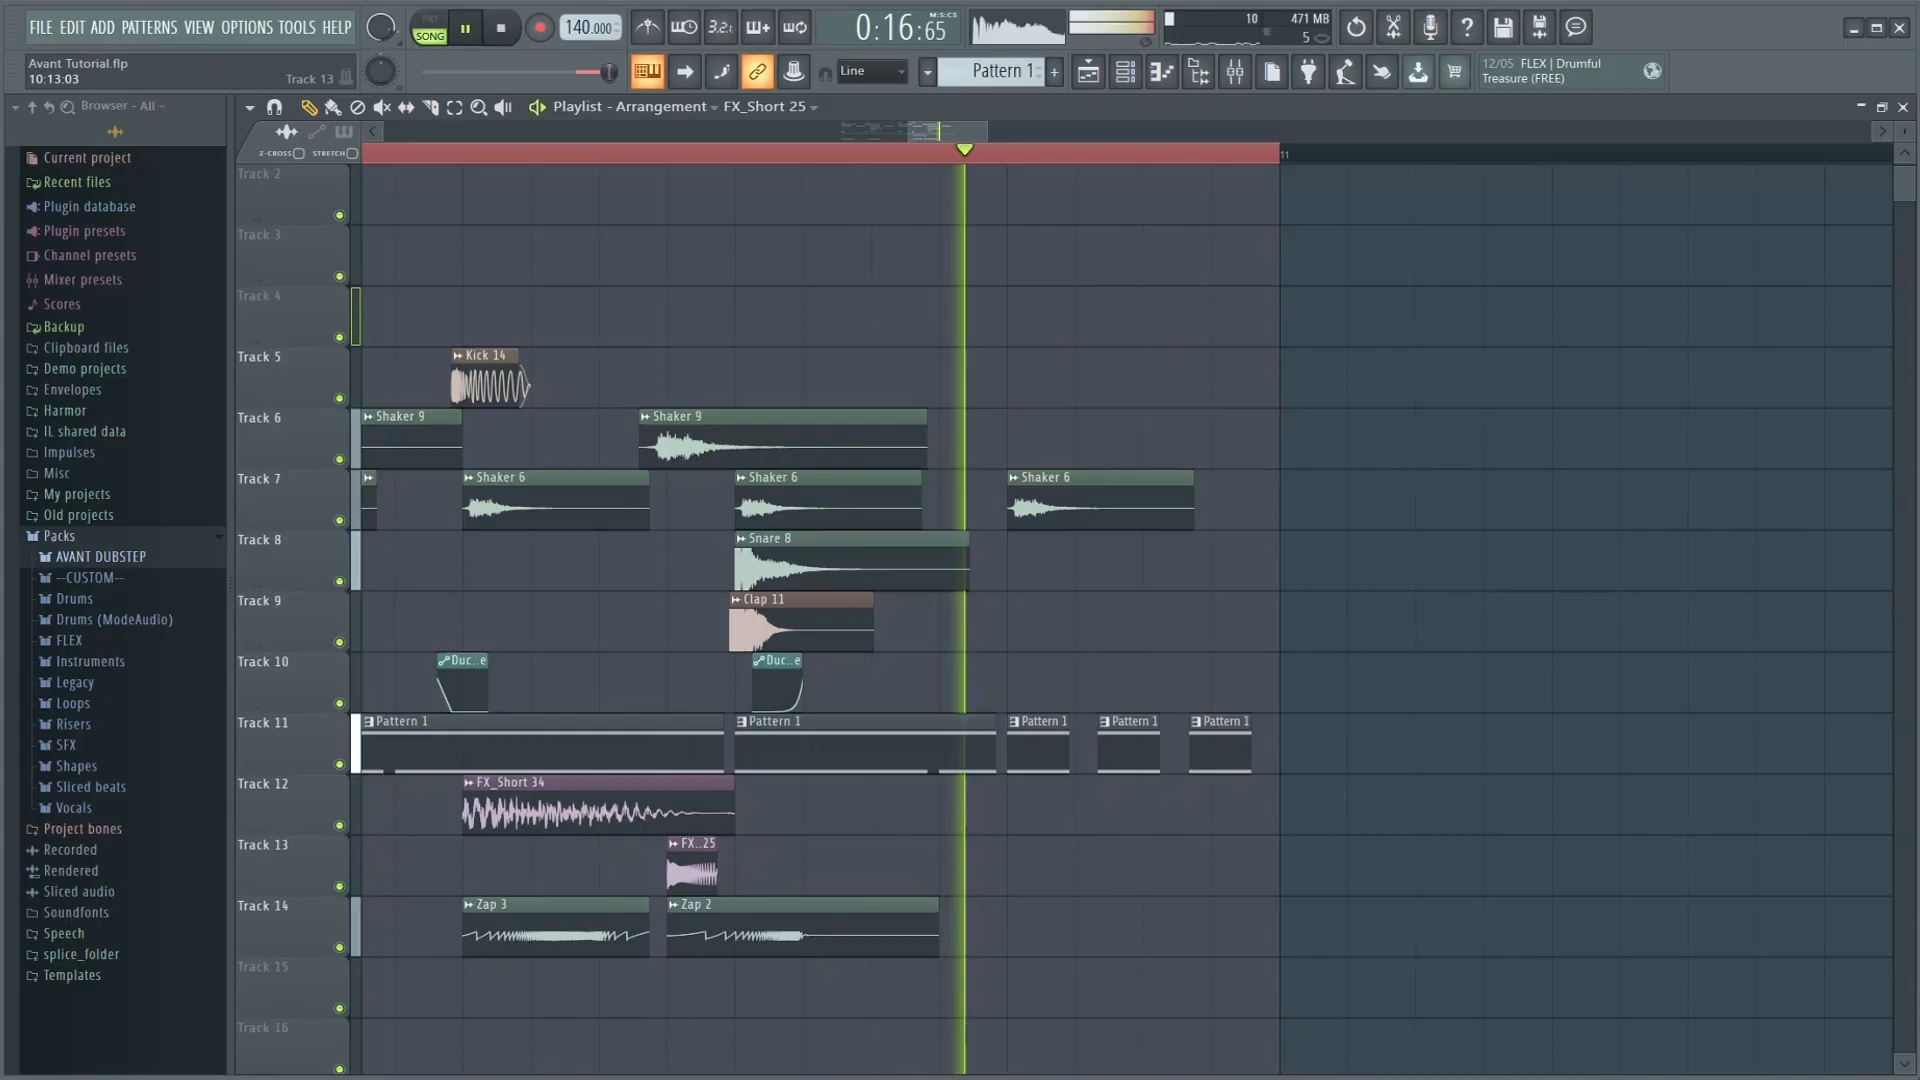 FILE EDIT ADD PATTERNS VIEW OPTIONS TOOLS HELP
SONG
140.000
3.2.
0:16:65
M:S:CS
10
471 MB
5
Avant Tutorial.flp
10:13:03
Track 13
Line
Pattern 1
12/05 FLEX | Drumful
Treasure (FREE)
Browser - All
Playlist - Arrangement
FX_Short 25
Z-CROSS
STRETCH
11
Current project
Recent files
Plugin database
Plugin presets
Channel presets
Mixer presets
Scores
Backup
Clipboard files
Demo projects
Envelopes
Harmor
IL shared data
Impulses
Misc
My projects
Old projects
Packs
AVANT DUBSTEP
--CUSTOM--
Drums
Drums (ModeAudio)
FLEX
Instruments
Legacy
Loops
Risers
SFX
Shapes
Sliced beats
Vocals
Project bones
Recorded
Rendered
Sliced audio
Soundfonts
Speech
splice_folder
Templates
Track 2
Track 3
Track 4
Track 5
Kick 14
Track 6
Shaker 9
Shaker 9
Track 7
Shaker 6
Shaker 6
Shaker 6
Track 8
Snare 8
Track 9
Clap 11
Track 10
Duc..e
Duc..e
Track 11
Pattern 1
Pattern 1
Pattern 1
Pattern 1
Pattern 1
Track 12
FX_Short 34
Track 13
FX..25
Track 14
Zap 3
Zap 2
Track 15
Track 16